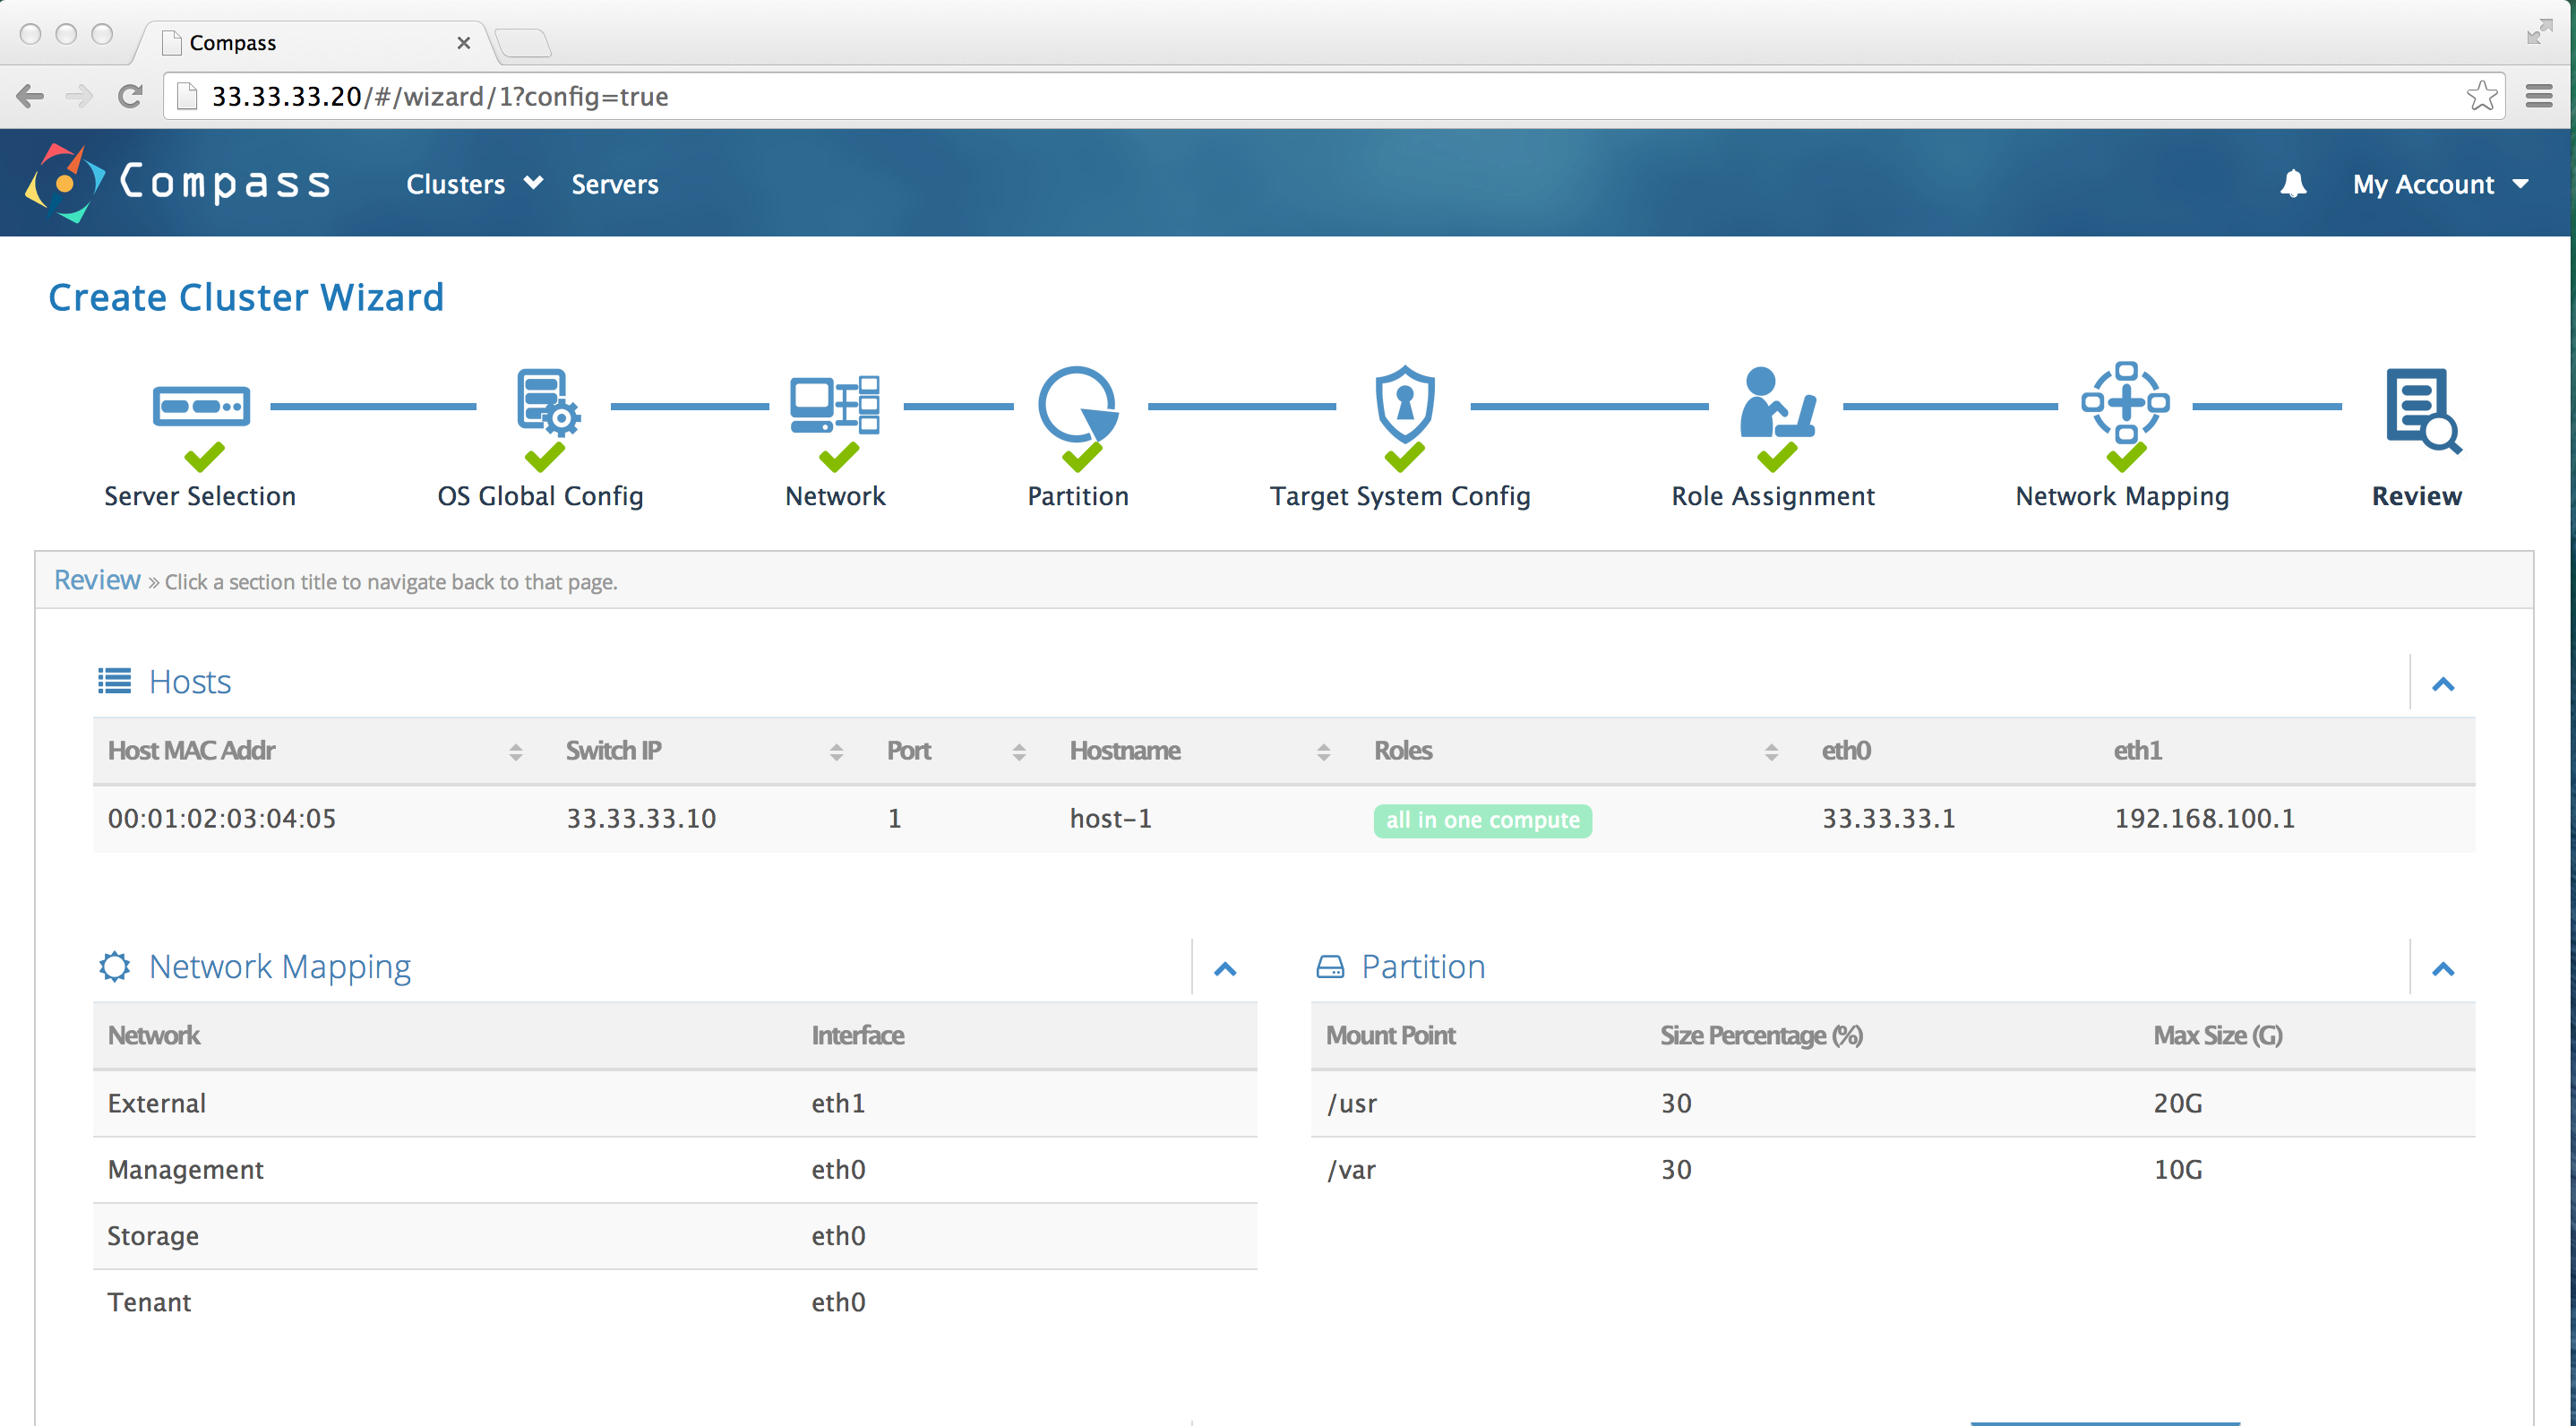 Compass
33.33.33.20/#/wizard/1?config=true
Compass Clusters Servers My Account
Create Cluster Wizard
Server Selection OS Global Config Network Partition Target System Config Role Assignment Network Mapping Review
Review » Click a section title to navigate back to that page.
Hosts
Host MAC Addr Switch IP Port Hostname Roles eth0 eth1
00:01:02:03:04:05 33.33.33.10 1 host-1 all in one compute 33.33.33.1 192.168.100.1
Network Mapping
Network Interface
External eth1
Management eth0
Storage eth0
Tenant eth0
Partition
Mount Point Size Percentage (%) Max Size (G)
/usr 30 20G
/var 30 10G